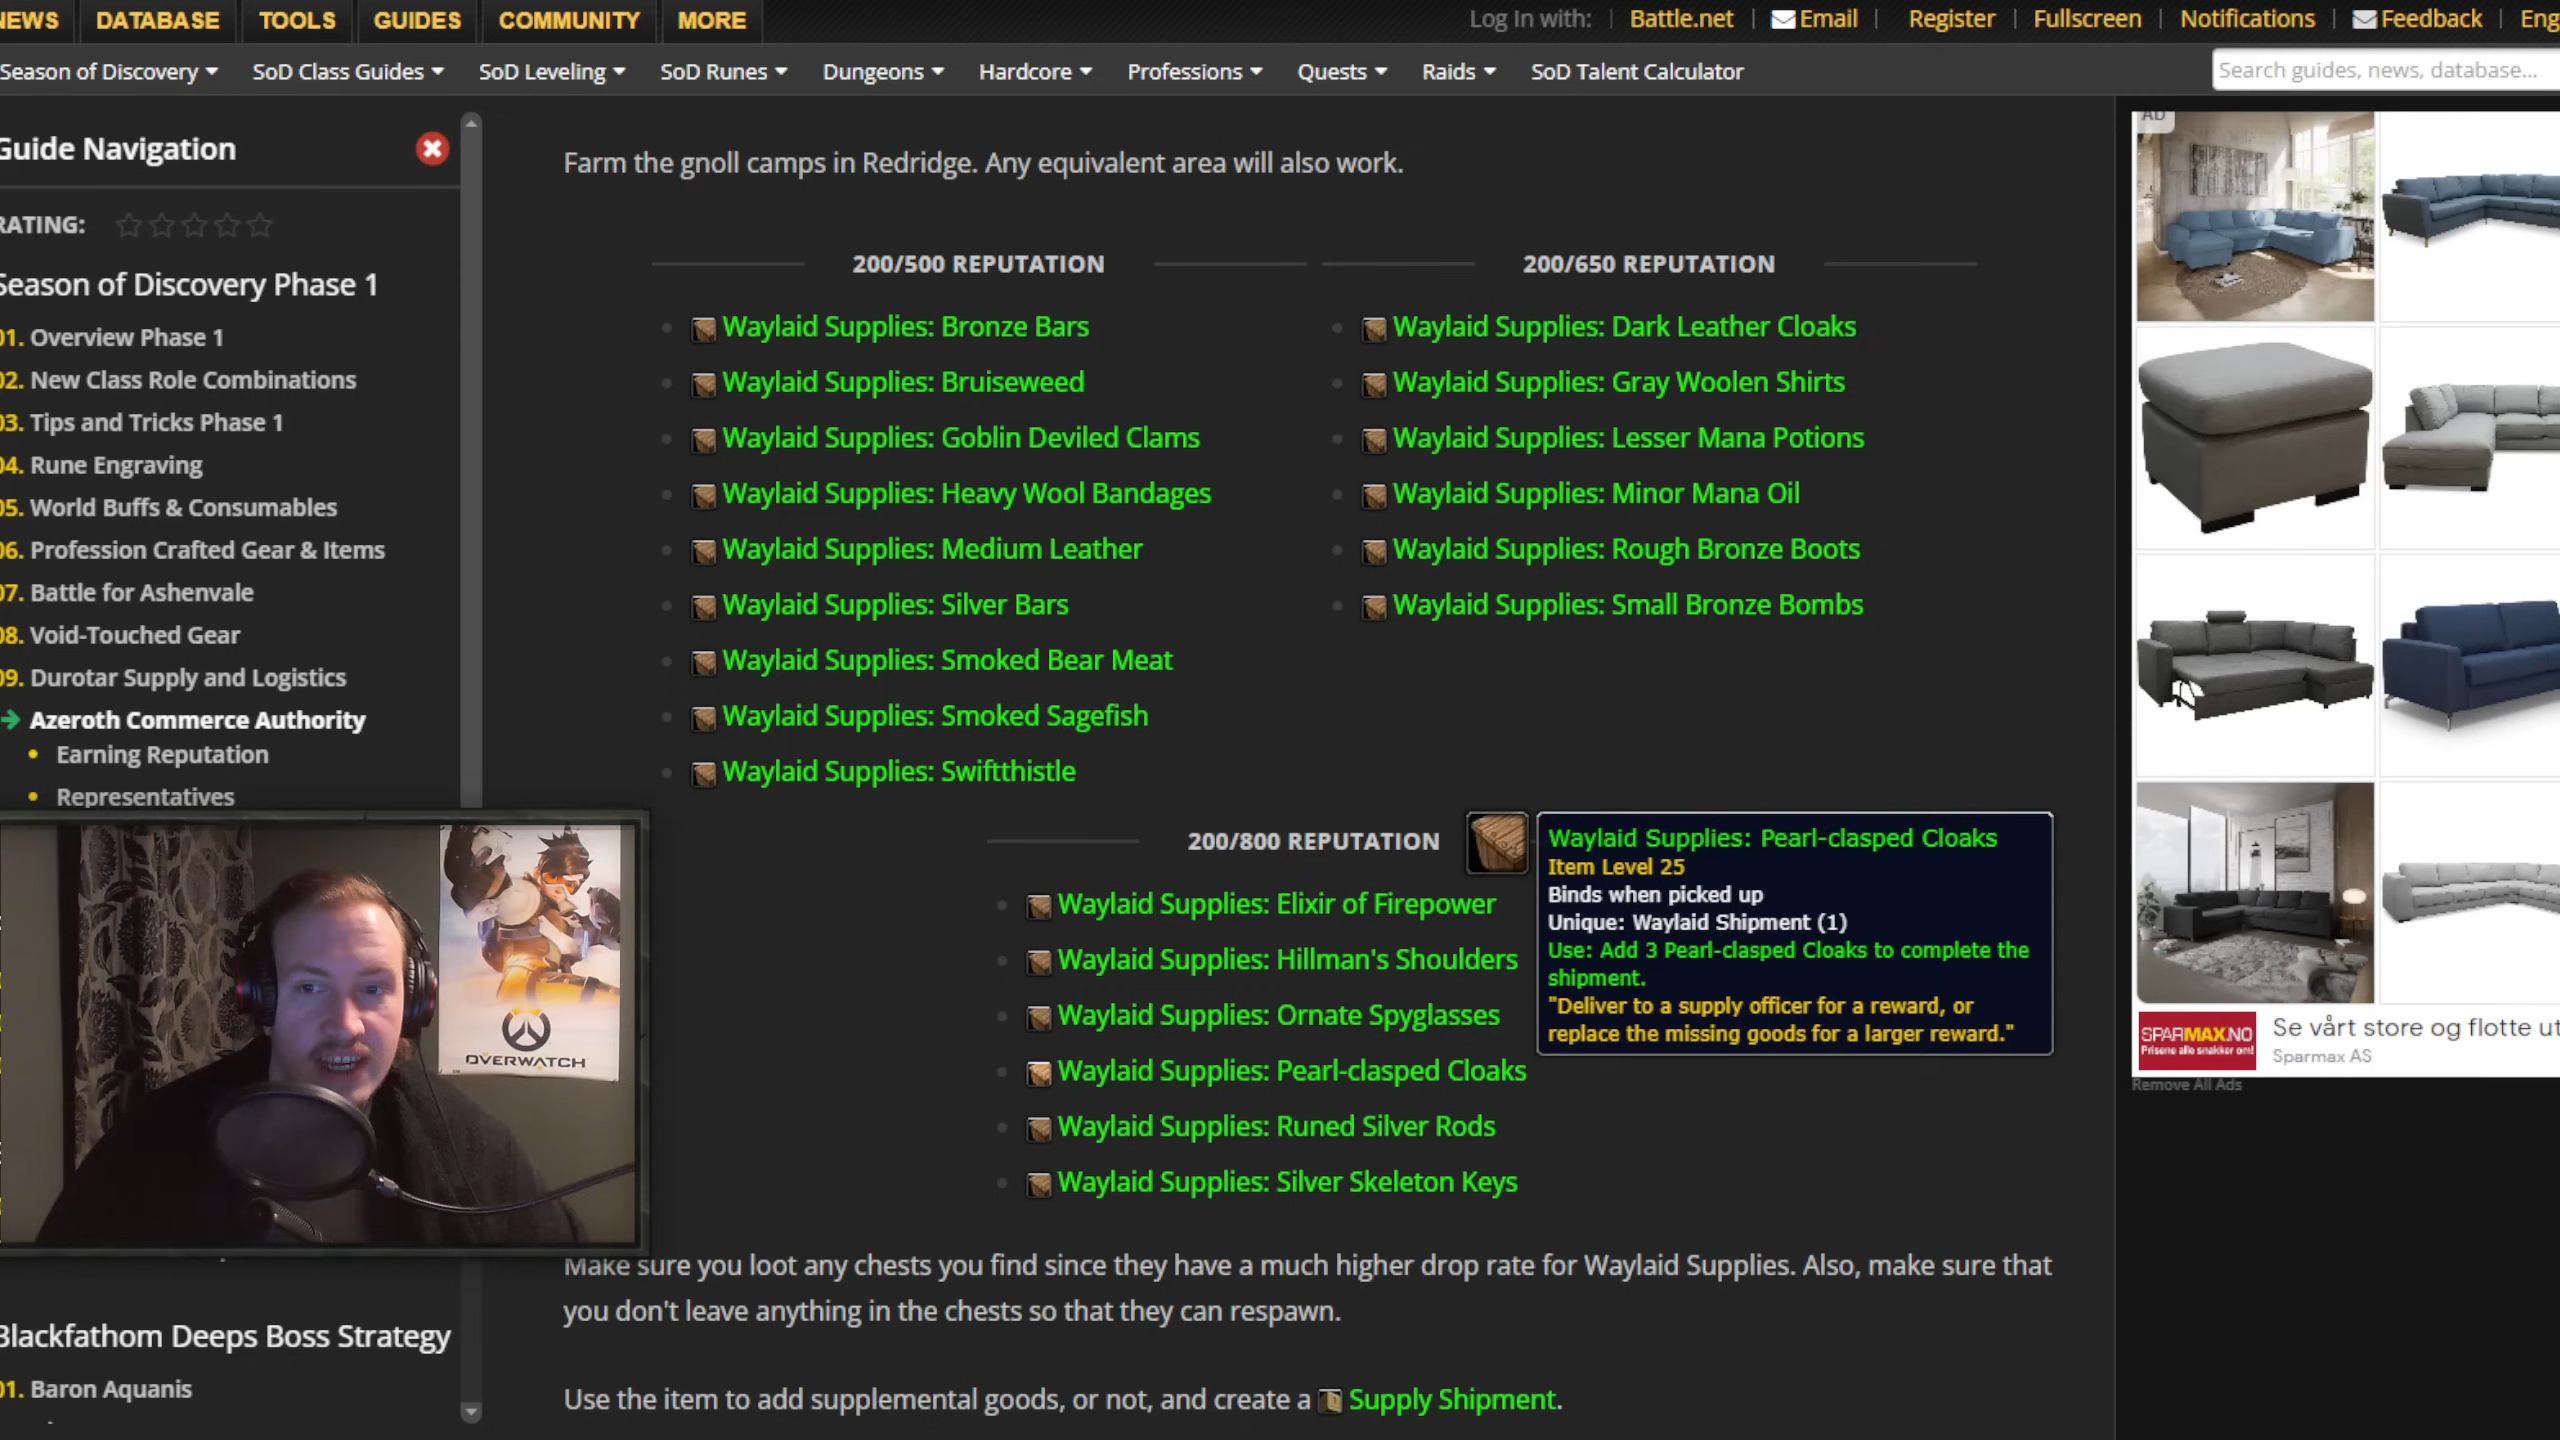 NEWS DATABASE TOOLS GUIDES COMMUNITY MORE
Log In with: | Battle.net | Email | Register | Fullscreen | Notifications | Feedback | Eng
Season of Discovery SoD Class Guides SoD Leveling SoD Runes Dungeons Hardcore Professions Quests Raids SoD Talent Calculator
Search guides, news, database...
Guide Navigation
RATING:
Season of Discovery Phase 1
01. Overview Phase 1
02. New Class Role Combinations
03. Tips and Tricks Phase 1
04. Rune Engraving
05. World Buffs & Consumables
06. Profession Crafted Gear & Items
07. Battle for Ashenvale
08. Void-Touched Gear
09. Durotar Supply and Logistics
Azeroth Commerce Authority
Earning Reputation
Representatives
OVERWATCH
Blackfathom Deeps Boss Strategy
01. Baron Aquanis
Farm the gnoll camps in Redridge. Any equivalent area will also work.
200/500 REPUTATION
Waylaid Supplies: Bronze Bars
Waylaid Supplies: Bruiseweed
Waylaid Supplies: Goblin Deviled Clams
Waylaid Supplies: Heavy Wool Bandages
Waylaid Supplies: Medium Leather
Waylaid Supplies: Silver Bars
Waylaid Supplies: Smoked Bear Meat
Waylaid Supplies: Smoked Sagefish
Waylaid Supplies: Swiftthistle
200/650 REPUTATION
Waylaid Supplies: Dark Leather Cloaks
Waylaid Supplies: Gray Woolen Shirts
Waylaid Supplies: Lesser Mana Potions
Waylaid Supplies: Minor Mana Oil
Waylaid Supplies: Rough Bronze Boots
Waylaid Supplies: Small Bronze Bombs
200/800 REPUTATION
Waylaid Supplies: Elixir of Firepower
Waylaid Supplies: Hillman's Shoulders
Waylaid Supplies: Ornate Spyglasses
Waylaid Supplies: Pearl-clasped Cloaks
Waylaid Supplies: Runed Silver Rods
Waylaid Supplies: Silver Skeleton Keys
Waylaid Supplies: Pearl-clasped Cloaks
Item Level 25
Binds when picked up
Unique: Waylaid Shipment (1)
Use: Add 3 Pearl-clasped Cloaks to complete the
shipment.
"Deliver to a supply officer for a reward, or
replace the missing goods for a larger reward."
Make sure you loot any chests you find since they have a much higher drop rate for Waylaid Supplies. Also, make sure that
you don't leave anything in the chests so that they can respawn.
Use the item to add supplemental goods, or not, and create a Supply Shipment.
AD
SPARMAX.NO
Prisene alle snakker om!
Se vårt store og flotte ut
Sparmax AS
Remove All Ads